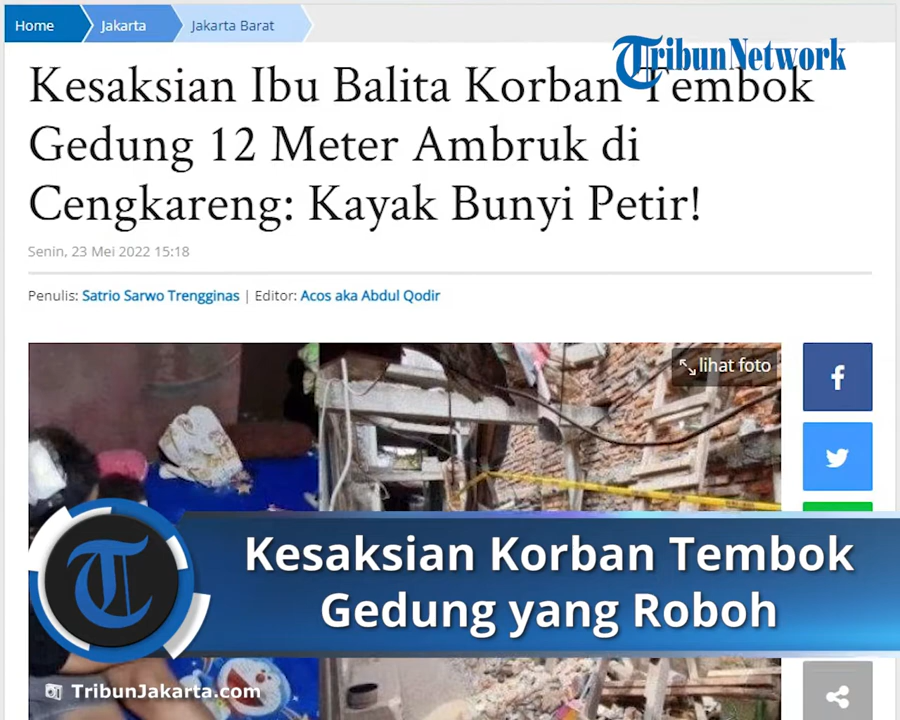 Home Jakarta Jakarta Barat
TribunNetwork
Kesaksian Ibu Balita Korban Tembok
Gedung 12 Meter Ambruk di
Cengkareng: Kayak Bunyi Petir!
Senin, 23 Mei 2022 15:18
Penulis: Satrio Sarwo Trengginas | Editor: Acos aka Abdul Qodir
lihat foto
f
T
Kesaksian Korban Tembok
Gedung yang Roboh
TribunJakarta.com